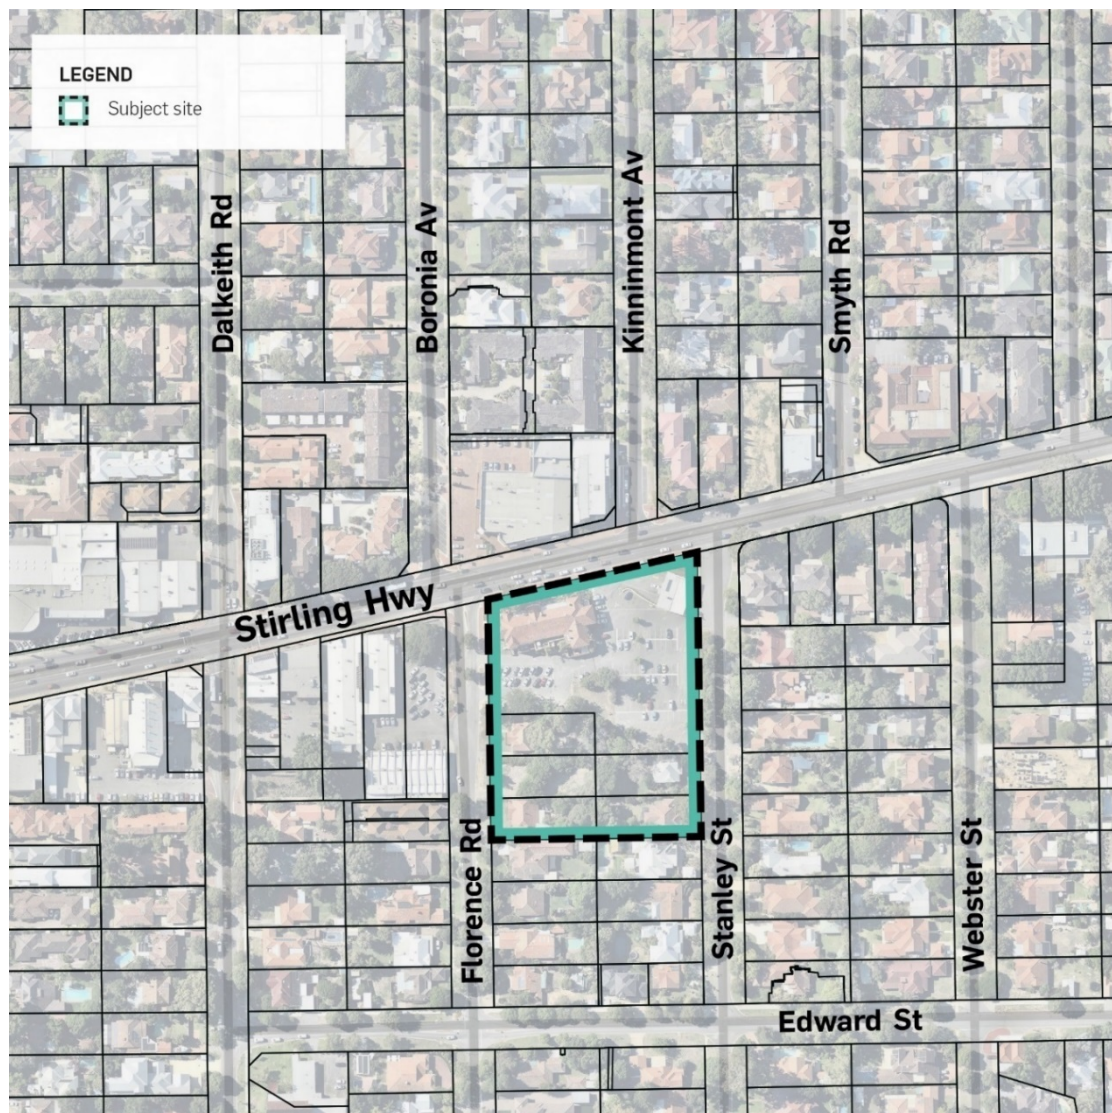 LEGEND
Subject site
Dalkeith Rd
Boronia Av
Kinninmont Av
Smyth Rd
Stirling Hwy
Florence Rd
Stanley St
Webster St
Edward St